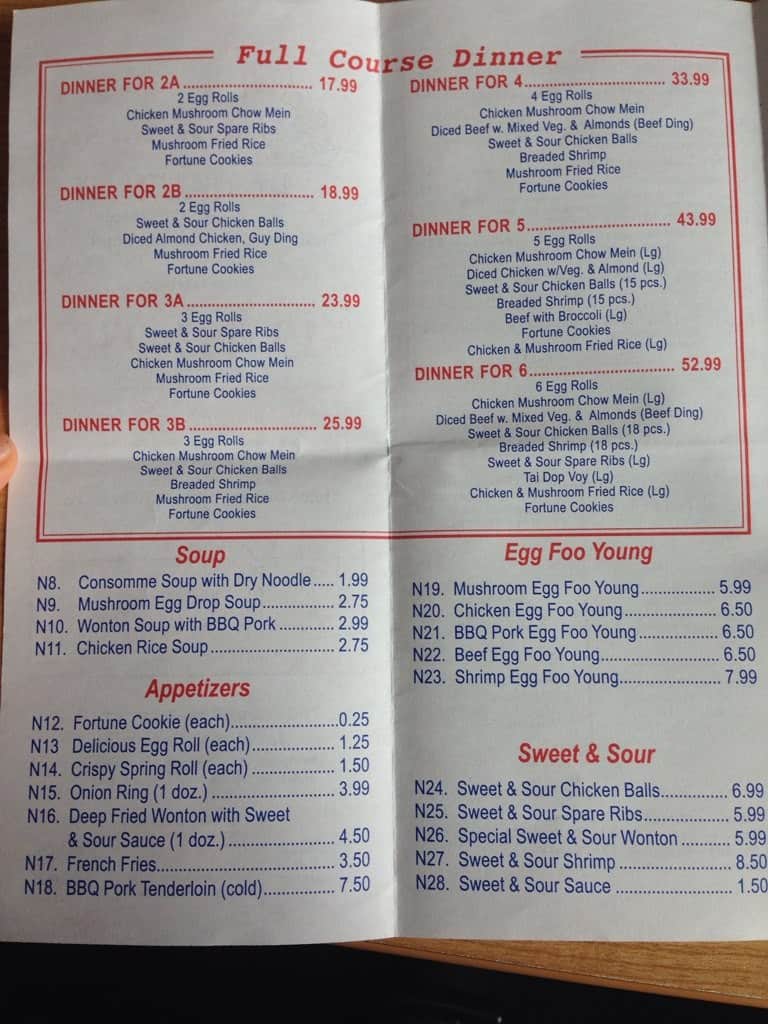 Full Course Dinner
DINNER FOR 2A............................... 17.99
2 Egg Rolls
Chicken Mushroom Chow Mein
Sweet & Sour Spare Ribs
Mushroom Fried Rice
Fortune Cookies
DINNER FOR 2B............................... 18.99
2 Egg Rolls
Sweet & Sour Chicken Balls
Diced Almond Chicken, Guy Ding
Mushroom Fried Rice
Fortune Cookies
DINNER FOR 3A............................... 23.99
3 Egg Rolls
Sweet & Sour Spare Ribs
Sweet & Sour Chicken Balls
Chicken Mushroom Chow Mein
Mushroom Fried Rice
Fortune Cookies
DINNER FOR 3B............................... 25.99
3 Egg Rolls
Chicken Mushroom Chow Mein
Sweet & Sour Chicken Balls
Breaded Shrimp
Mushroom Fried Rice
Fortune Cookies
DINNER FOR 4.................................. 33.99
4 Egg Rolls
Chicken Mushroom Chow Mein
Diced Beef w. Mixed Veg. & Almonds (Beef Ding)
Sweet & Sour Chicken Balls
Breaded Shrimp
Mushroom Fried Rice
Fortune Cookies
DINNER FOR 5................................... 43.99
5 Egg Rolls
Chicken Mushroom Chow Mein (Lg)
Diced Chicken w/Veg. & Almond (Lg)
Sweet & Sour Chicken Balls (15 pcs.)
Breaded Shrimp (15 pcs.)
Beef with Broccoli (Lg)
Fortune Cookies
Chicken & Mushroom Fried Rice (Lg)
DINNER FOR 6................................... 52.99
6 Egg Rolls
Chicken Mushroom Chow Mein (Lg)
Diced Beef w. Mixed Veg. & Almonds (Beef Ding)
Sweet & Sour Chicken Balls (18 pcs.)
Breaded Shrimp (18 pcs.)
Sweet & Sour Spare Ribs (Lg)
Tai Dop Voy (Lg)
Chicken & Mushroom Fried Rice (Lg)
Fortune Cookies
Soup
N8. Consomme Soup with Dry Noodle..... 1.99
N9. Mushroom Egg Drop Soup................. 2.75
N10. Wonton Soup with BBQ Pork ............. 2.99
N11. Chicken Rice Soup............................. 2.75
Appetizers
N12. Fortune Cookie (each)........................0.25
N13 Delicious Egg Roll (each)................... 1.25
N14. Crispy Spring Roll (each) ................... 1.50
N15. Onion Ring (1 doz.) ............................ 3.99
N16. Deep Fried Wonton with Sweet
& Sour Sauce (1 doz.)......................... 4.50
N17. French Fries........................................ 3.50
N18. BBQ Pork Tenderloin (cold)................ 7.50
Egg Foo Young
N19. Mushroom Egg Foo Young................ 5.99
N20. Chicken Egg Foo Young.................... 6.50
N21. BBQ Pork Egg Foo Young................. 6.50
N22. Beef Egg Foo Young......................... 6.50
N23. Shrimp Egg Foo Young..................... 7.99
Sweet & Sour
N24. Sweet & Sour Chicken Balls.............. 6.99
N25. Sweet & Sour Spare Ribs.................. 5.99
N26. Special Sweet & Sour Wonton .......... 5.99
N27. Sweet & Sour Shrimp ....................... 8.50
N28. Sweet & Sour Sauce ........................ 1.50